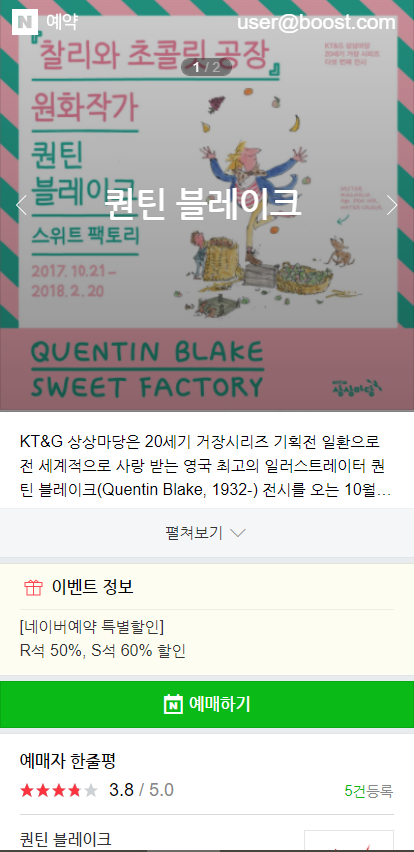 N 예약
user@boost.com
『찰리와 초콜릿 공장』
KT&G 상상마당
20세기 거장 시리즈
다섯 번째 전시
1 / 2
원화작가
퀀틴
블레이크
퀀틴 블레이크
스위트 팩토리
2017. 10. 21 –
2018. 2. 20
QUENTIN BLAKE
SWEET FACTORY
상상마당
KT&G 상상마당은 20세기 거장시리즈 기획전 일환으로
전 세계적으로 사랑 받는 영국 최고의 일러스트레이터 퀀
틴 블레이크(Quentin Blake, 1932-) 전시를 오는 10월...
펼쳐보기
이벤트 정보
[네이버예약 특별할인]
R석 50%, S석 60% 할인
N 예매하기
예매자 한줄평
3.8 / 5.0
5건등록
퀀틴 블레이크